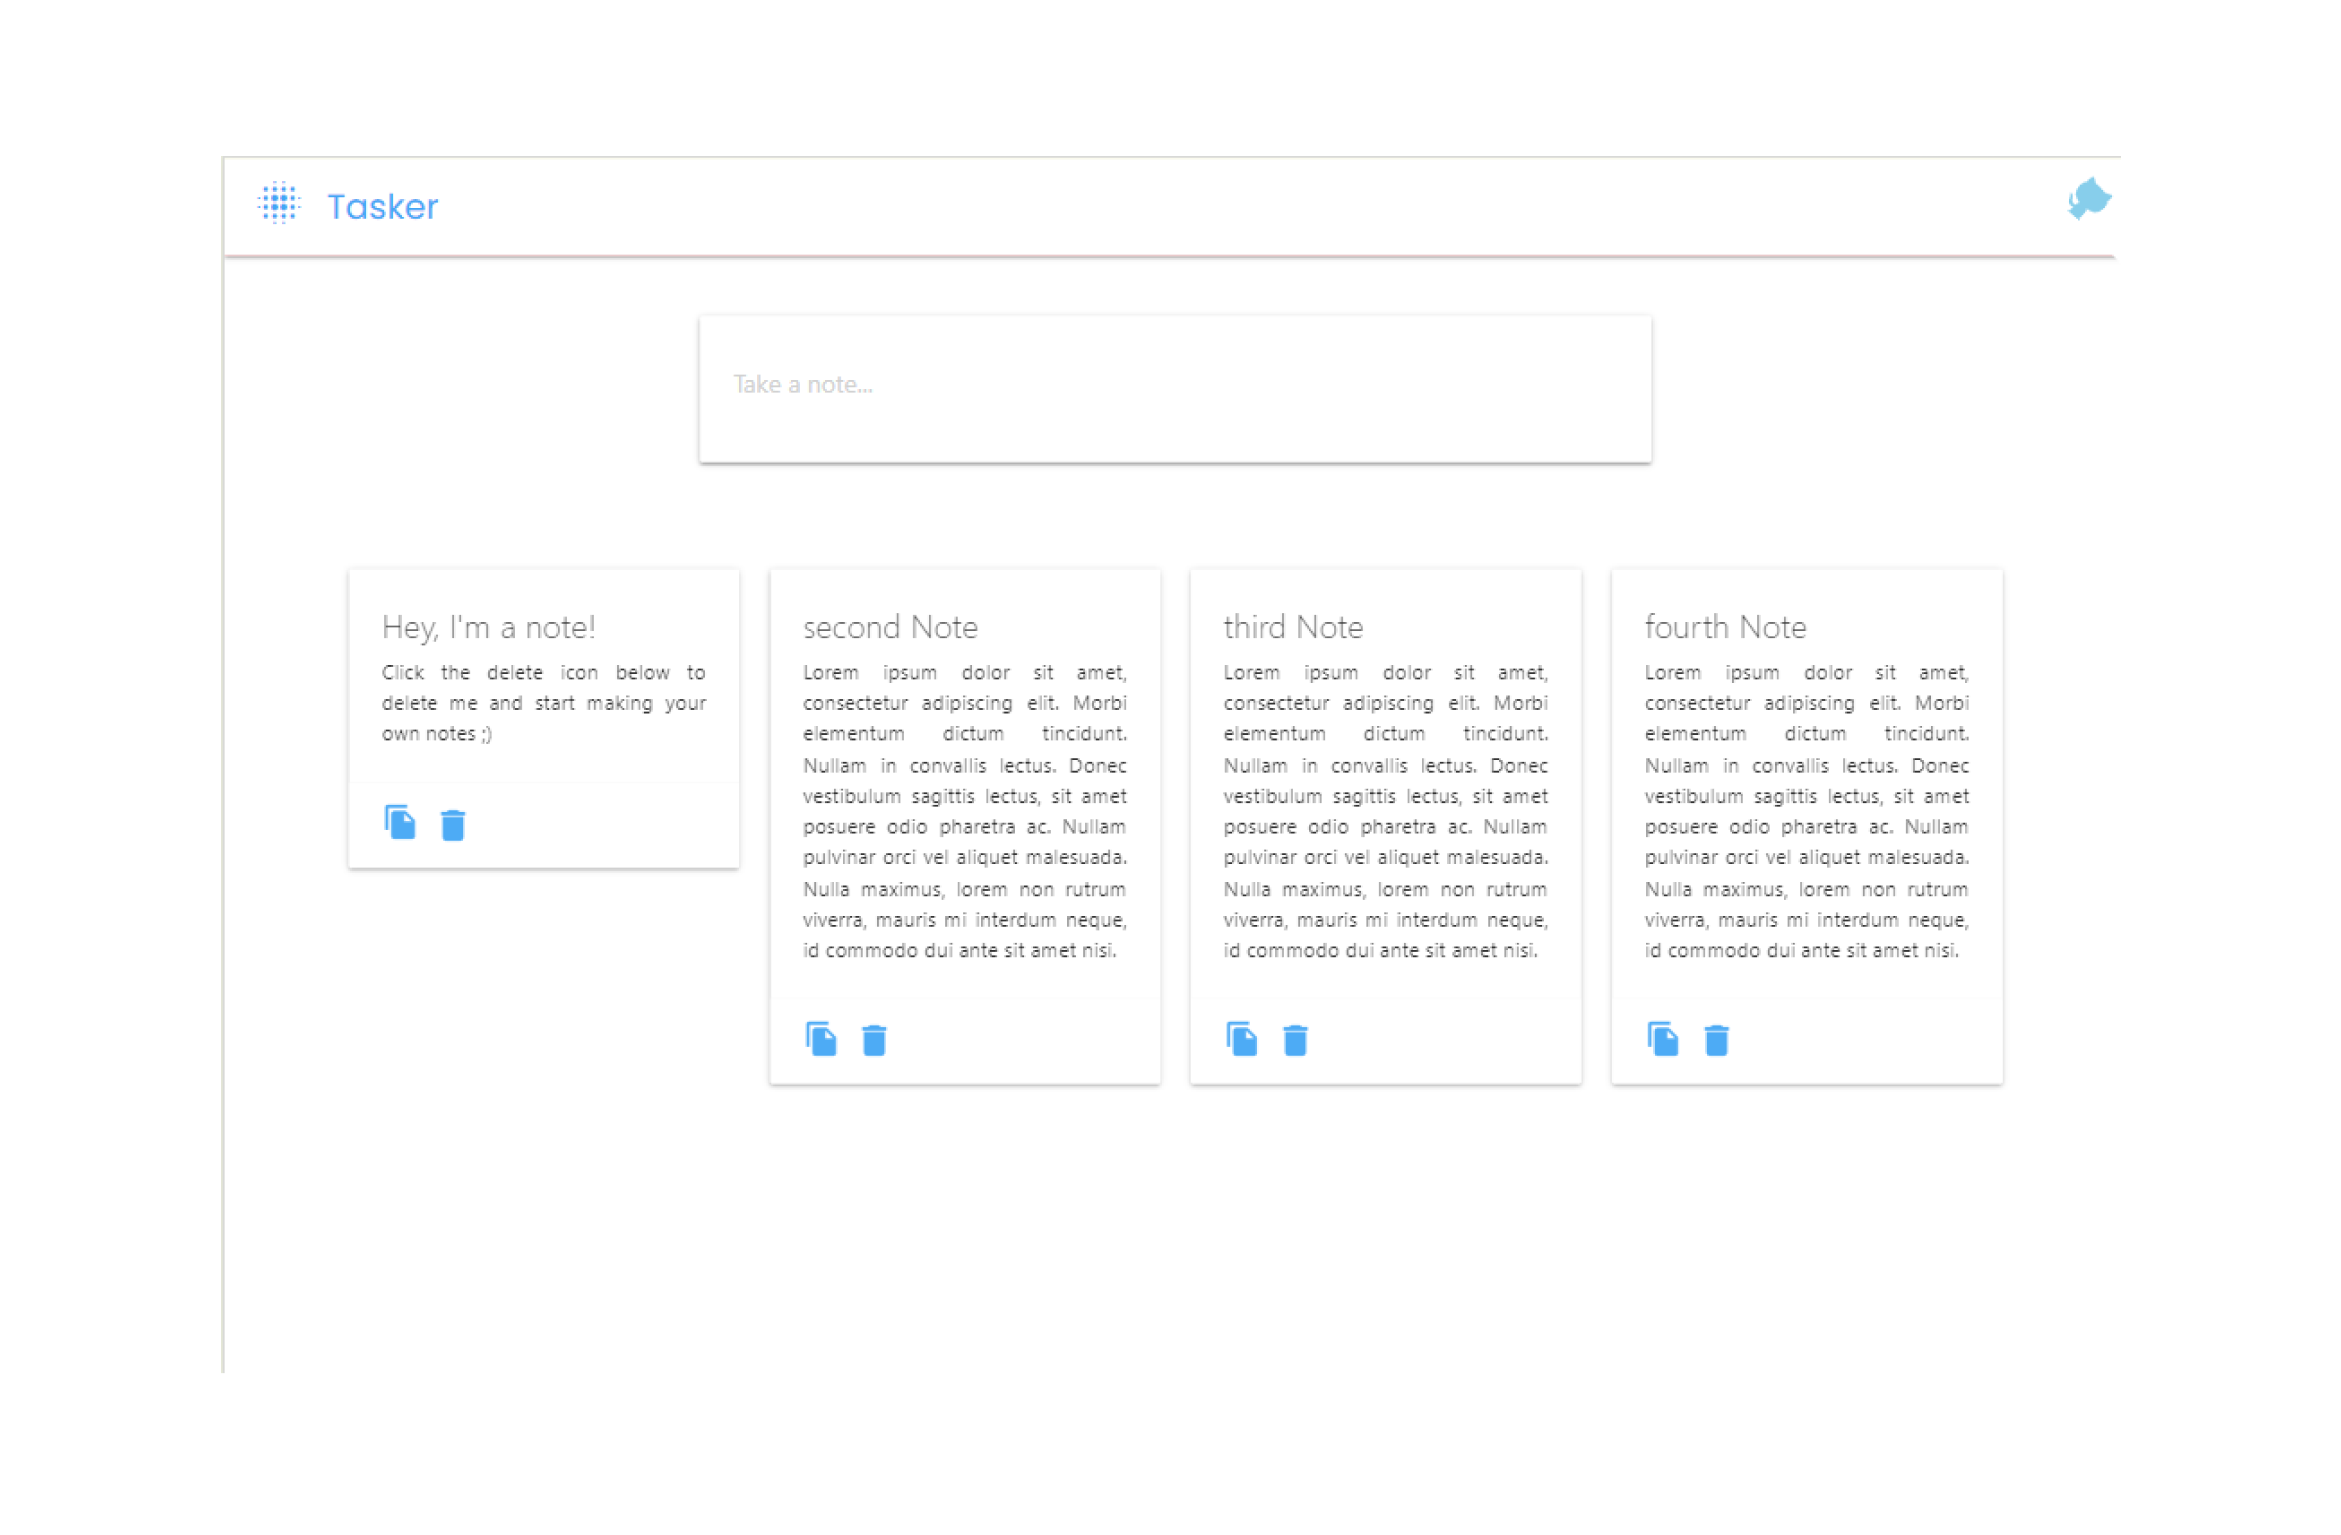 Tasker
Take a note...
Hey, I'm a note!
Click the delete icon below to
delete me and start making your
own notes ;)
second Note
Lorem ipsum dolor sit amet,
consectetur adipiscing elit. Morbi
elementum dictum tincidunt.
Nullam in convallis lectus. Donec
vestibulum sagittis lectus, sit amet
posuere odio pharetra ac. Nullam
pulvinar orci vel aliquet malesuada.
Nulla maximus, lorem non rutrum
viverra, mauris mi interdum neque,
id commodo dui ante sit amet nisi.
third Note
Lorem ipsum dolor sit amet,
consectetur adipiscing elit. Morbi
elementum dictum tincidunt.
Nullam in convallis lectus. Donec
vestibulum sagittis lectus, sit amet
posuere odio pharetra ac. Nullam
pulvinar orci vel aliquet malesuada.
Nulla maximus, lorem non rutrum
viverra, mauris mi interdum neque,
id commodo dui ante sit amet nisi.
fourth Note
Lorem ipsum dolor sit amet,
consectetur adipiscing elit. Morbi
elementum dictum tincidunt.
Nullam in convallis lectus. Donec
vestibulum sagittis lectus, sit amet
posuere odio pharetra ac. Nullam
pulvinar orci vel aliquet malesuada.
Nulla maximus, lorem non rutrum
viverra, mauris mi interdum neque,
id commodo dui ante sit amet nisi.